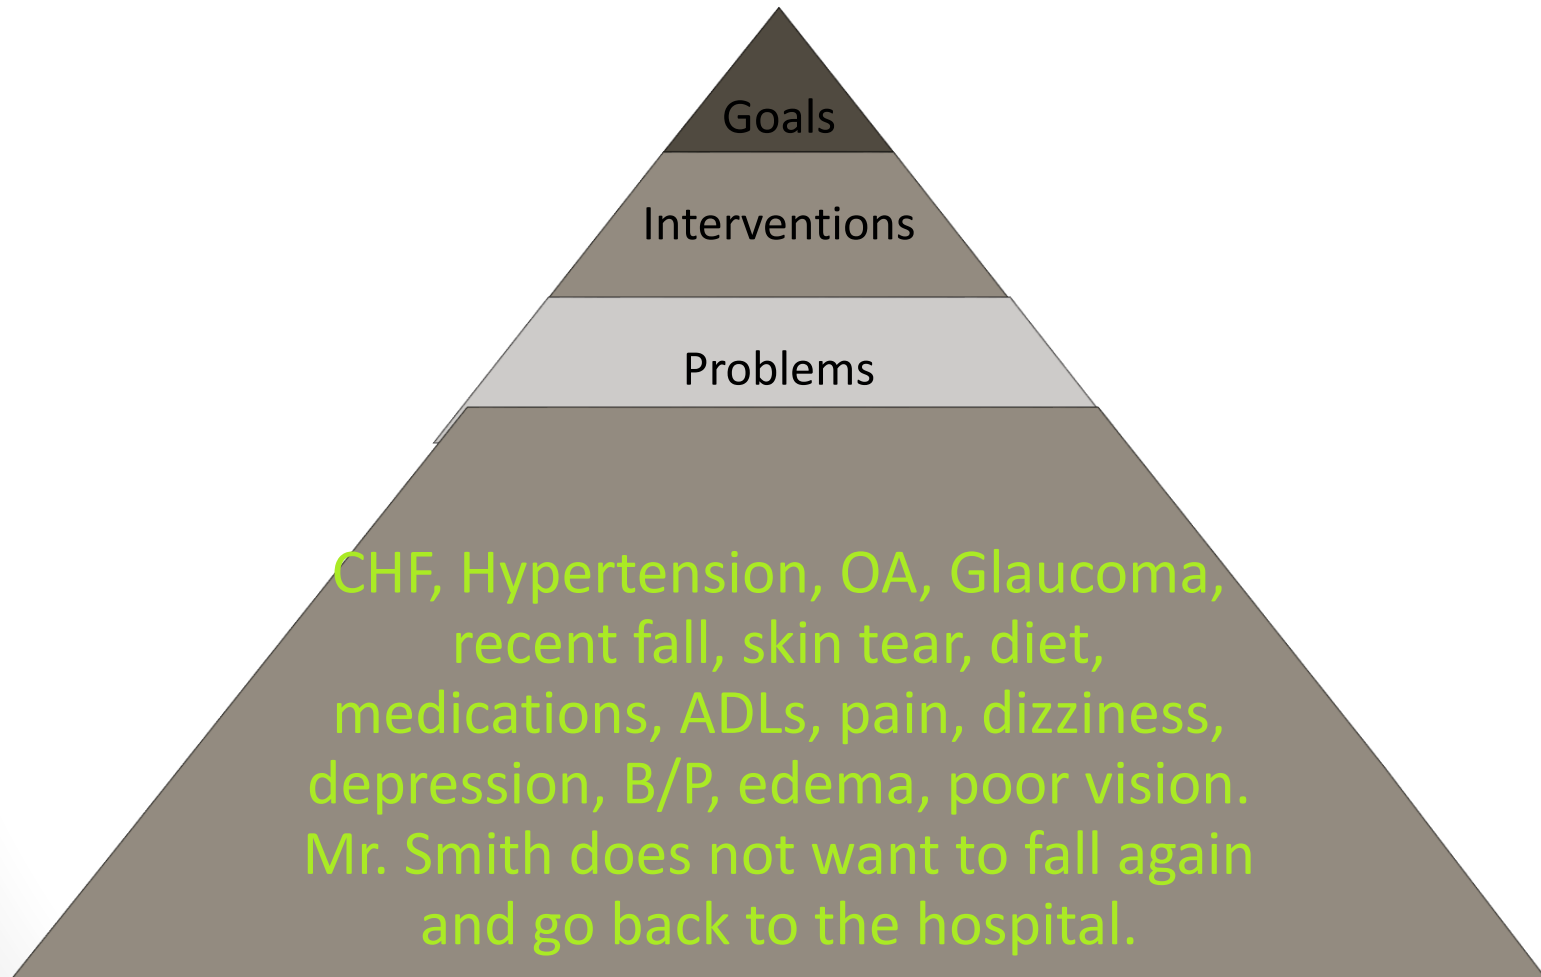 Goals
Interventions
Problems
CHF, Hypertension, OA, Glaucoma,
recent fall, skin tear, diet,
medications, ADLs, pain, dizziness,
depression, B/P, edema, poor vision.
Mr. Smith does not want to fall again
and go back to the hospital.